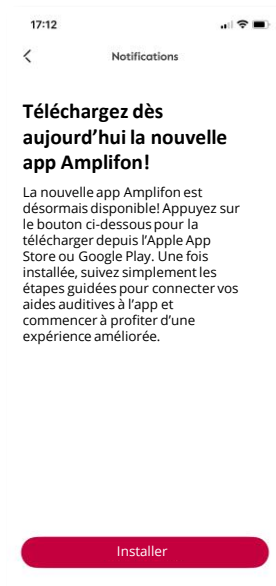 17:12
Notifications
Téléchargez dès
aujourd’hui la nouvelle
app Amplifon!
La nouvelle app Amplifon est
désormais disponible! Appuyez sur
le bouton ci-dessous pour la
télécharger depuis l’Apple App
Store ou Google Play. Une fois
installée, suivez simplement les
étapes guidées pour connecter vos
aides auditives à l’app et
commencer à profiter d’une
expérience améliorée.
Installer